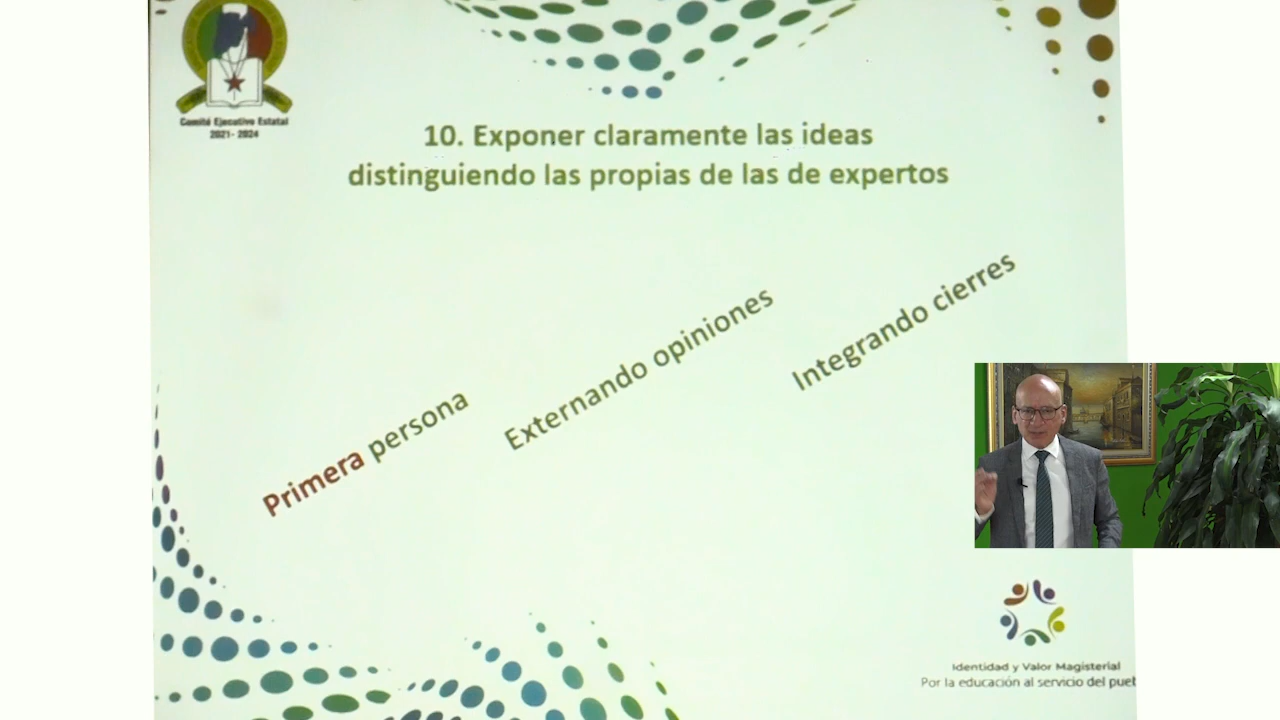 Comité Ejecutivo Estatal
2021- 2024
10. Exponer claramente las ideas
distinguiendo las propias de las de expertos
Primera persona
Externando opiniones
Integrando cierres
Identidad y Valor Magisterial
Por la educación al servicio del puebl